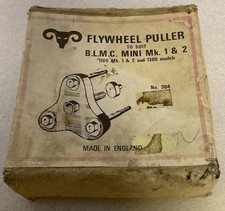 FLYWHEEL PULLER
TO SUIT
B.L.M.C. MINI Mk. 1 & 2
1100 Mk. 1 & 2 and 1300 models
No. 304
MADE IN ENGLAND